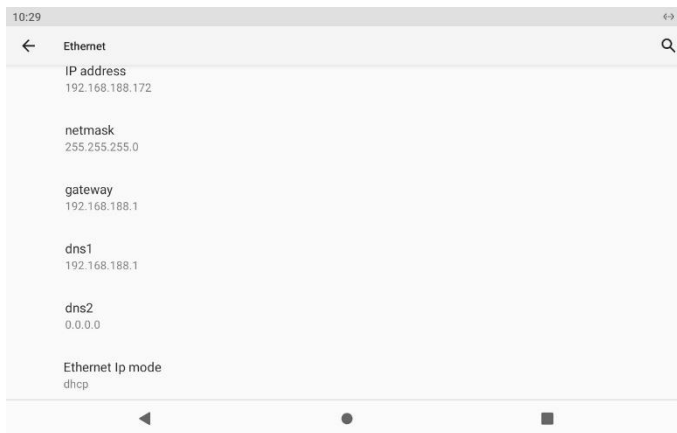 10:29
Ethernet
IP address
192.168.188.172
netmask
255.255.255.0
gateway
192.168.188.1
dns1
192.168.188.1
dns2
0.0.0.0
Ethernet Ip mode
dhcp